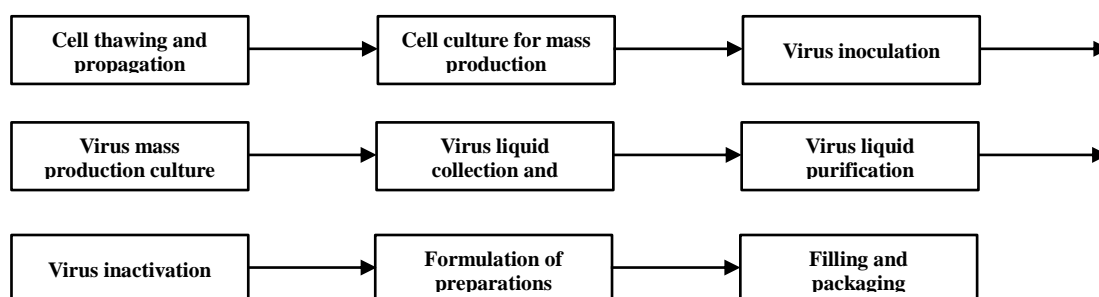 Cell thawing and
propagation
Cell culture for mass
production
Virus inoculation
Virus mass
production culture
Virus liquid
collection and
Virus liquid
purification
Virus inactivation
Formulation of
preparations
Filling and
packaging